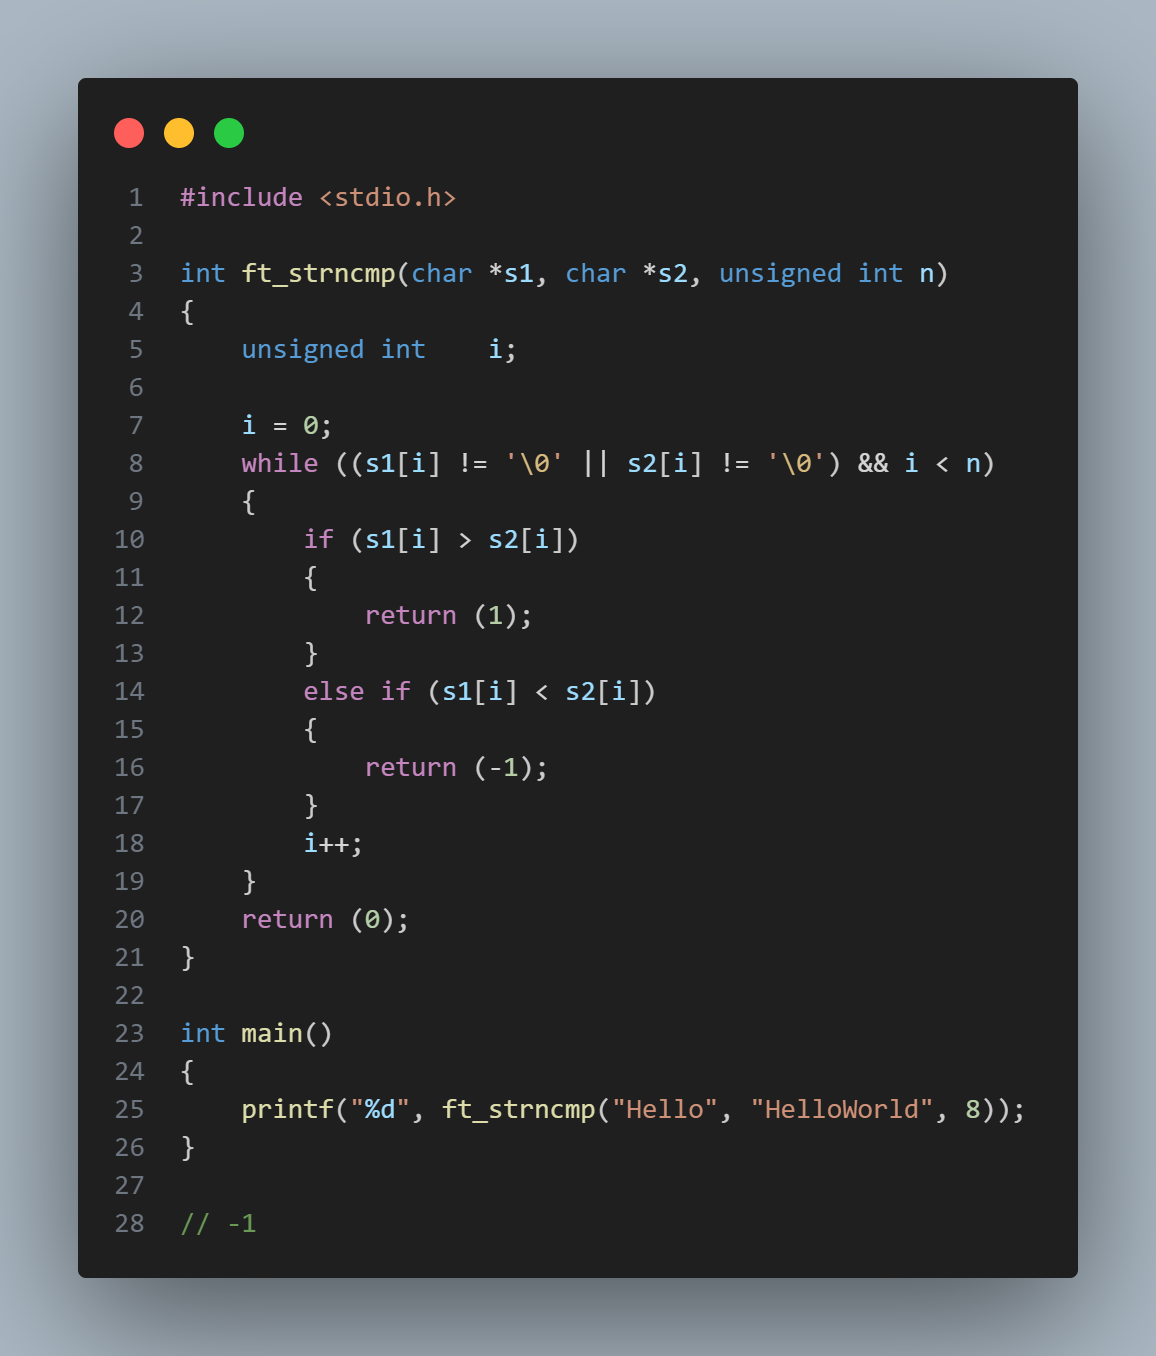 1 #include <stdio.h>
2
3 int ft_strncmp(char *s1, char *s2, unsigned int n)
4 {
5     unsigned int    i;
6
7     i = 0;
8     while ((s1[i] != '\0' || s2[i] != '\0') && i < n)
9     {
10         if (s1[i] > s2[i])
11         {
12             return (1);
13         }
14         else if (s1[i] < s2[i])
15         {
16             return (-1);
17         }
18         i++;
19     }
20     return (0);
21 }
22
23 int main()
24 {
25     printf("%d", ft_strncmp("Hello", "HelloWorld", 8));
26 }
27
28 // -1